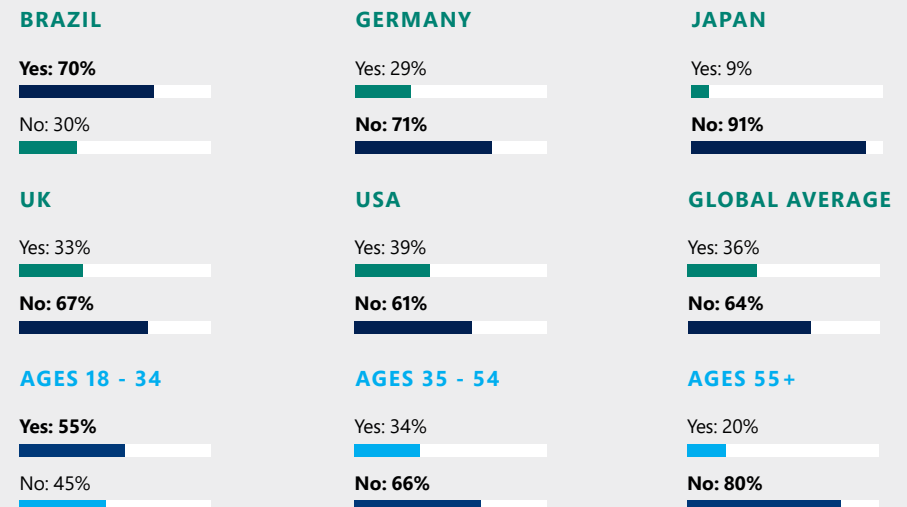 BRAZIL
Yes: 70%
No: 30%
GERMANY
Yes: 29%
No: 71%
JAPAN
Yes: 9%
No: 91%
UK
Yes: 33%
No: 67%
USA
Yes: 39%
No: 61%
GLOBAL AVERAGE
Yes: 36%
No: 64%
AGES 18 - 34
Yes: 55%
No: 45%
AGES 35 - 54
Yes: 34%
No: 66%
AGES 55+
Yes: 20%
No: 80%